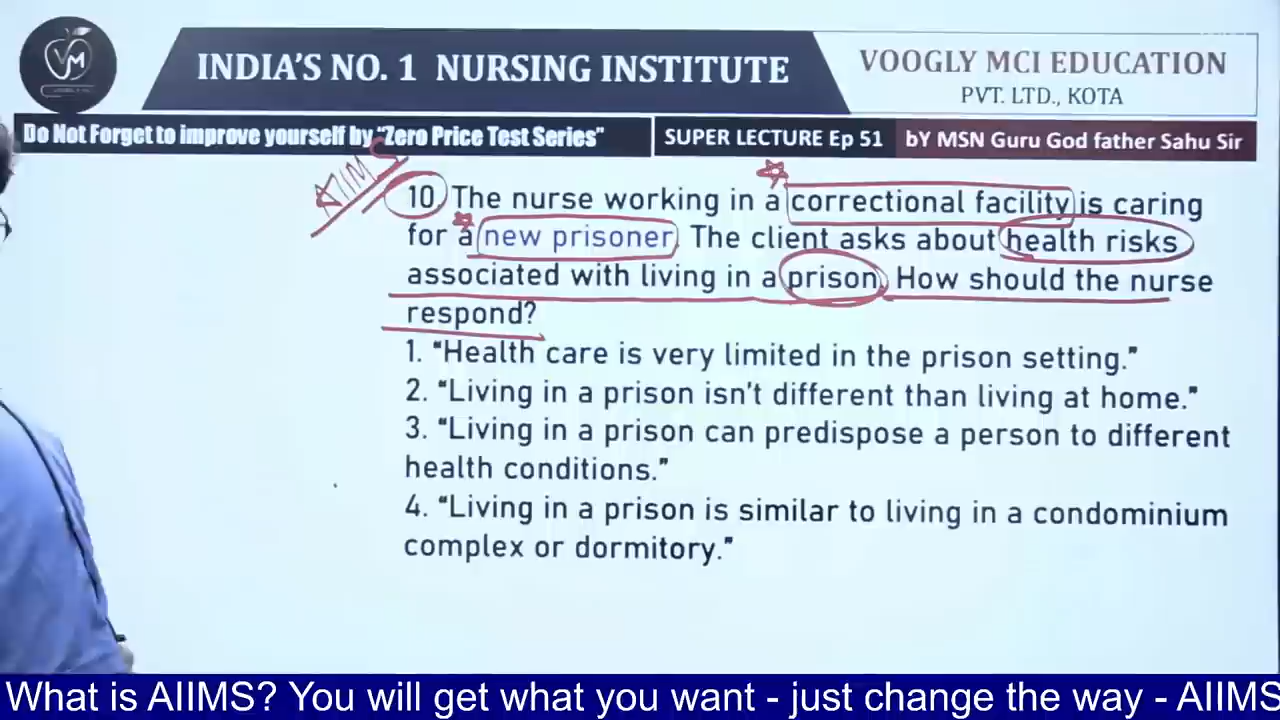 VM
INDIA'S NO. 1 NURSING INSTITUTE
VOOGLY MCI EDUCATION
PVT. LTD., KOTA
Do Not Forget to improve yourself by "Zero Price Test Series"
SUPER LECTURE Ep 51
bY MSN Guru God father Sahu Sir
AIIMS
10. The nurse working in a correctional facility is caring
for a new prisoner. The client asks about health risks
associated with living in a prison. How should the nurse
respond?
1. "Health care is very limited in the prison setting."
2. "Living in a prison isn't different than living at home."
3. "Living in a prison can predispose a person to different
health conditions."
4. "Living in a prison is similar to living in a condominium
complex or dormitory."
What is AIIMS? You will get what you want - just change the way - AIIMS